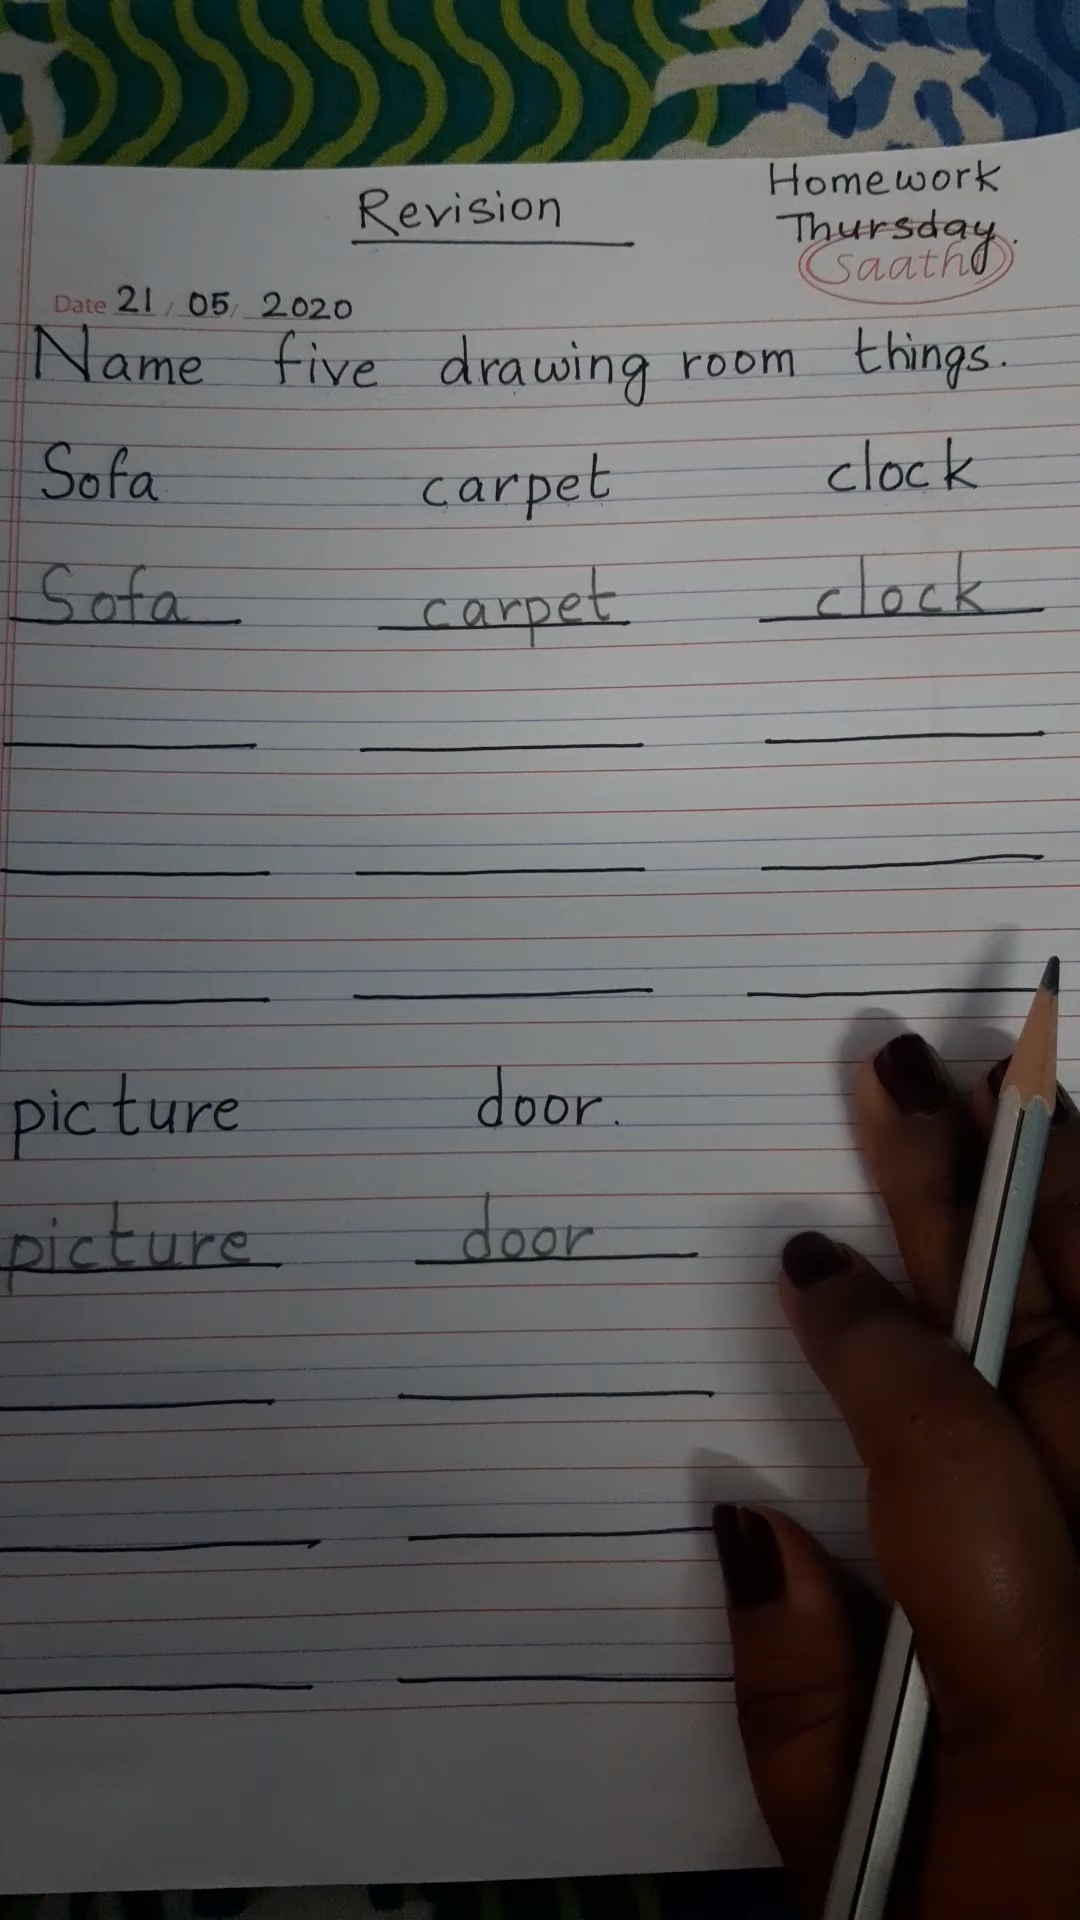 Homework
Revision
Thursday.
saathi
Date 21/05/2020
Name five drawing room things.
Sofa carpet clock
Sofa carpet clock
picture door.
picture door